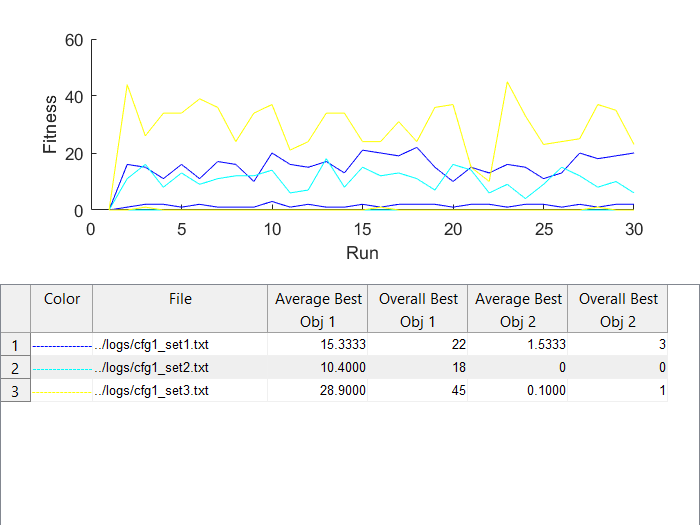 60
40
20
0
Fitness
0 5 10 15 20 25 30
Run
Color File Average Best Obj 1 Overall Best Obj 1 Average Best Obj 2 Overall Best Obj 2
1 ../logs/cfg1_set1.txt 15.3333 22 1.5333 3
2 ../logs/cfg1_set2.txt 10.4000 18 0 0
3 ../logs/cfg1_set3.txt 28.9000 45 0.1000 1